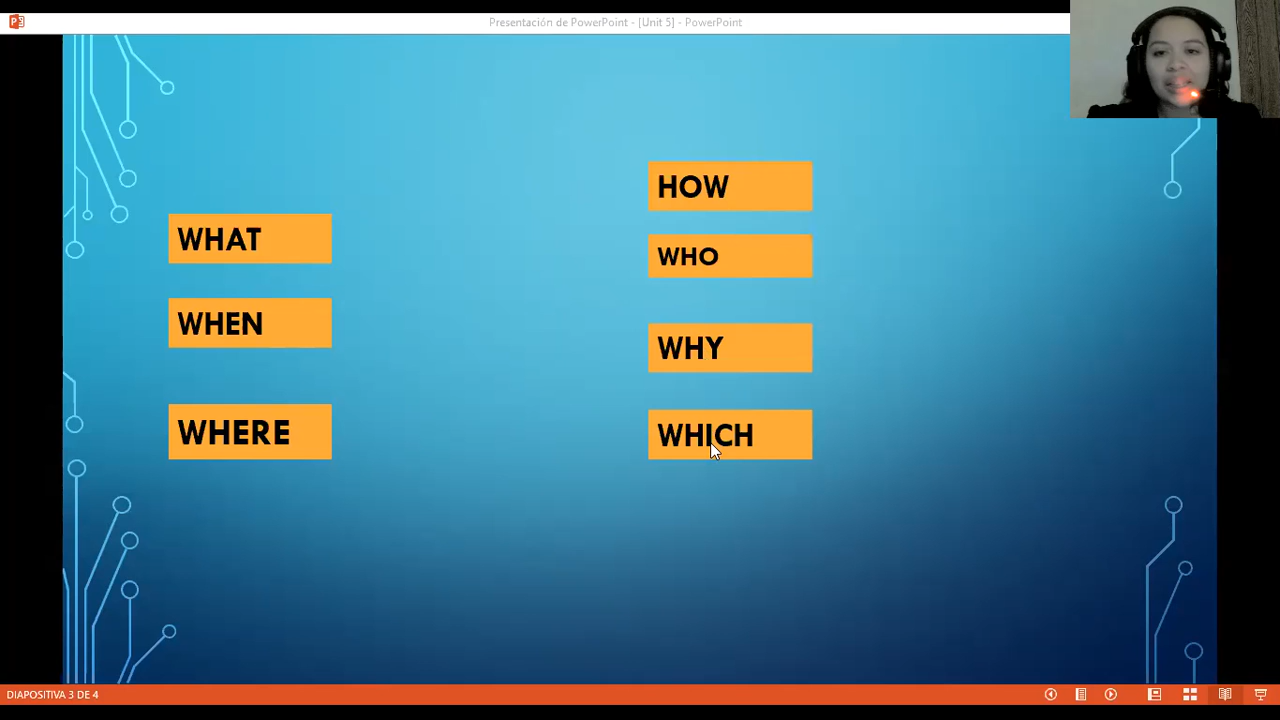 Presentación de PowerPoint - [Unit 5] - PowerPoint
WHAT
WHEN
WHERE
HOW
WHO
WHY
WHICH
DIAPOSITIVA 3 DE 4